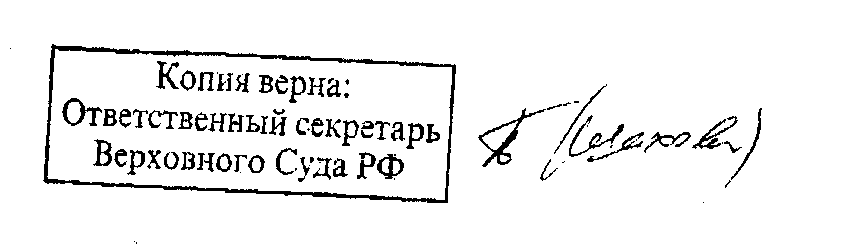 Копия верна:
Ответственный секретарь
Верховного Суда РФ